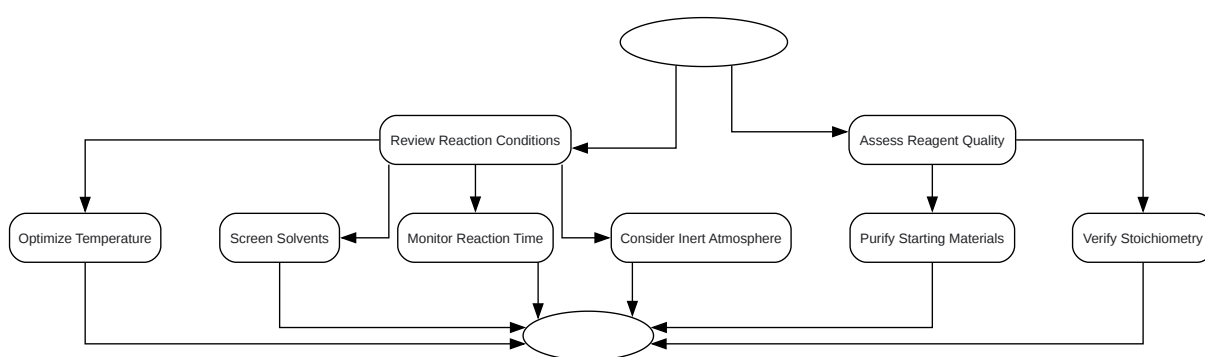 Review Reaction Conditions
Assess Reagent Quality
Optimize Temperature
Screen Solvents
Monitor Reaction Time
Consider Inert Atmosphere
Purify Starting Materials
Verify Stoichiometry